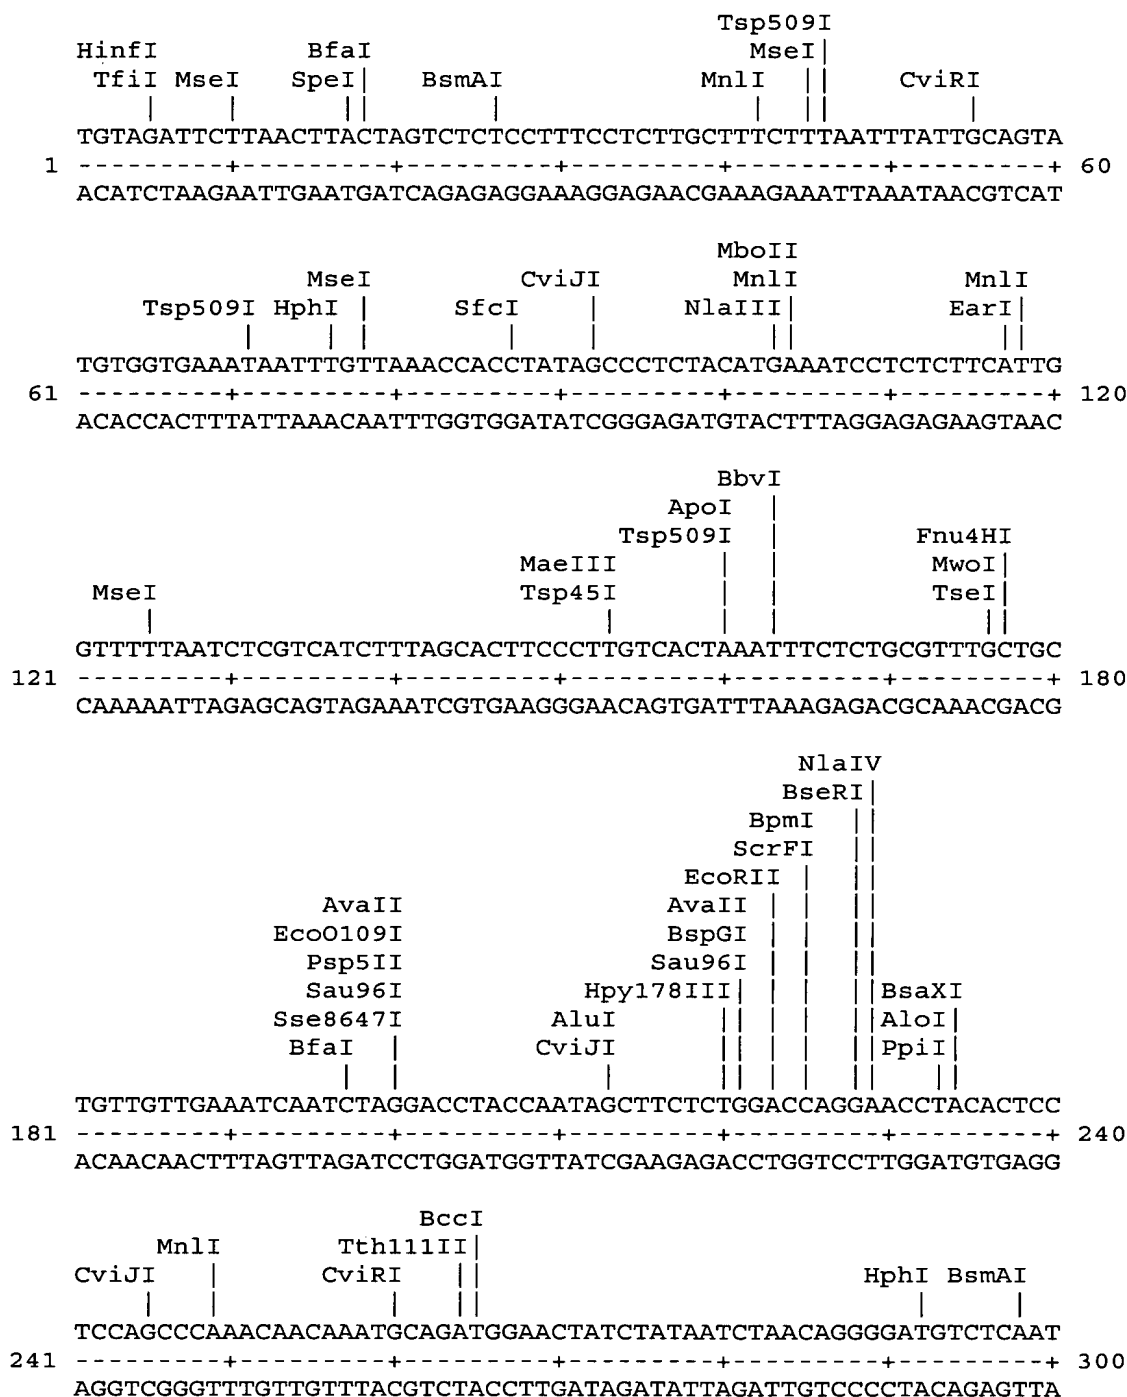 Tsp509I
HinfI BfaI MseI|
TfiI MseI SpeI| BsmAI MnlI || CviRI
| | || | | || |
TGTAGATTCTTAACTTACTAGTCTCTCCTTTCCTCTTGCTTTCTTTAATTTATTGCAGTA
1 ---------+---------+---------+---------+---------+---------+ 60
ACATCTAAGAATTGAATGATCAGAGAGGAAAGGAGAACGAAAGAAATTAAATAACGTCAT
MboII
MseI CviJI MnlI MnlI
Tsp509I HphI | SfcI | NlaIII| EarI|
| | | | | || ||
TGTGGTGAAATAATTTGTTAAACCACCTATAGCCCTCTACATGAAATCCTCTCTTCATTG
61 ---------+---------+---------+---------+---------+---------+ 120
ACACCACTTTATTAAACAATTTGGTGGATATCGGGAGATGTACTTTAGGAGAGAAGTAAC
BbvI
ApoI |
Tsp509I | Fnu4HI
MaeIII | | MwoI|
MseI Tsp45I | | TseI|
| | | | ||
GTTTTTAATCTCGTCATCTTTAGCACTTCCCTTGTCACTAAATTTCTCTGCGTTTGCTGC
121 ---------+---------+---------+---------+---------+---------+ 180
CAAAAATTAGAGCAGTAGAAATCGTGAAGGGAACAGTGATTTAAAGAGACGCAAACGACG
NlaIV
BseRI|
BpmI ||
ScrFI ||
EcoRII | ||
AvaII AvaII | | ||
EcoO109I BspGI | | ||
Psp5II Sau96I | | ||
Sau96I Hpy178III| | | || BsaXI
Sse8647I AluI || | | || AloI|
BfaI | CviJI || | | || PpiI|
| | | || | | || ||
TGTTGTTGAAATCAATCTAGGACCTACCAATAGCTTCTCTGGACCAGGAACCTACACTCC
181 ---------+---------+---------+---------+---------+---------+ 240
ACAACAACTTTAGTTAGATCCTGGATGGTTATCGAAGAGACCTGGTCCTTGGATGTGAGG
BccI
MnlI Tth111II|
CviJI | CviRI || HphI BsmAI
| | | || | |
TCCAGCCCAAACAACAAATGCAGATGGAACTATCTATAATCTAACAGGGGATGTCTCAAT
241 ---------+---------+---------+---------+---------+---------+ 300
AGGTCGGGTTTGTTGTTTACGTCTACCTTGATAGATATTAGATTGTCCCCTACAGAGTTA